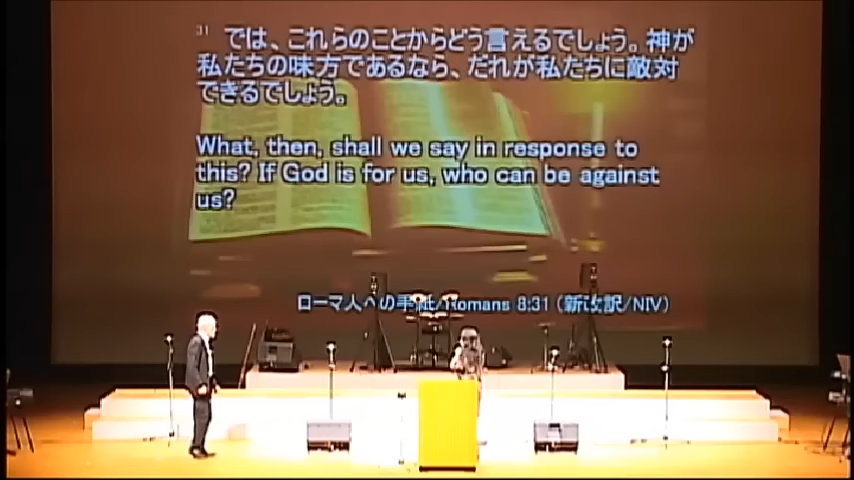 31 では、これらのことからどう言えるでしょう。神が
私たちの味方であるなら、だれが私たちに敵対
できるでしょう。
What, then, shall we say in response to
this? If God is for us, who can be against
us?
ローマ人への手紙/Romans 8:31 (新改訳/NIV)